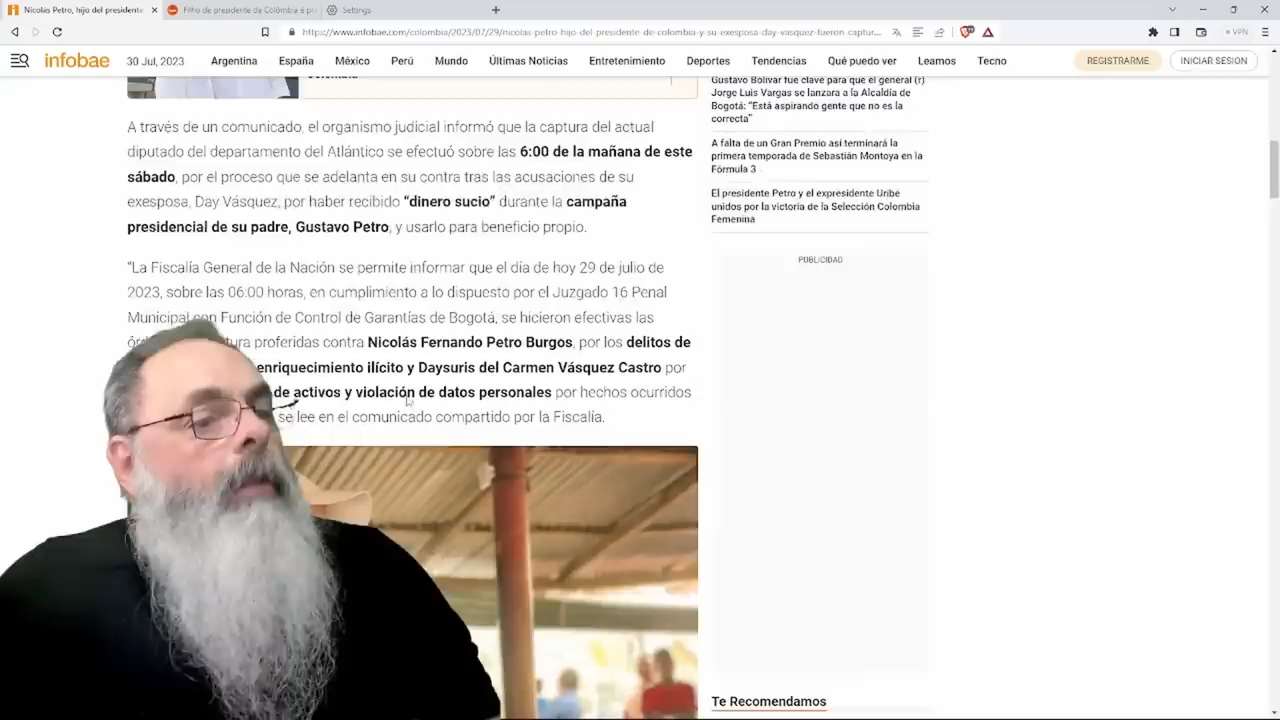 Nicolás Petro, hijo del presidente
Filho de presidente da Colômbia é p
Settings
https://www.infobae.com/colombia/2023/07/29/nicolas-petro-hijo-del-presidente-de-colombia-y-su-exesposa-day-vasquez-fueron-captur...
VPN
infobae
30 Jul, 2023
Argentina
España
México
Perú
Mundo
Últimas Noticias
Entretenimiento
Deportes
Tendencias
Qué puedo ver
Leamos
Tecno
REGISTRARME
INICIAR SESIÓN
A través de un comunicado, el organismo judicial informó que la captura del actual
diputado del departamento del Atlántico se efectuó sobre las 6:00 de la mañana de este
sábado, por el proceso que se adelanta en su contra tras las acusaciones de su
exesposa, Day Vásquez, por haber recibido “dinero sucio” durante la campaña
presidencial de su padre, Gustavo Petro, y usarlo para beneficio propio.
“La Fiscalía General de la Nación se permite informar que el día de hoy 29 de julio de
2023, sobre las 06:00 horas, en cumplimiento a lo dispuesto por el Juzgado 16 Penal
Municipal con Función de Control de Garantías de Bogotá, se hicieron efectivas las
proferidas contra Nicolás Fernando Petro Burgos, por los delitos de
enriquecimiento ilícito y Daysuris del Carmen Vásquez Castro por
de activos y violación de datos personales por hechos ocurridos
se lee en el comunicado compartido por la Fiscalía.
Gustavo Bolívar fue clave para que el general (r)
Jorge Luis Vargas se lanzara a la Alcaldía de
Bogotá: “Está aspirando gente que no es la
correcta”
A falta de un Gran Premio así terminará la
primera temporada de Sebastián Montoya en la
Fórmula 3
El presidente Petro y el expresidente Uribe
unidos por la victoria de la Selección Colombia
Femenina
PUBLICIDAD
Te Recomendamos